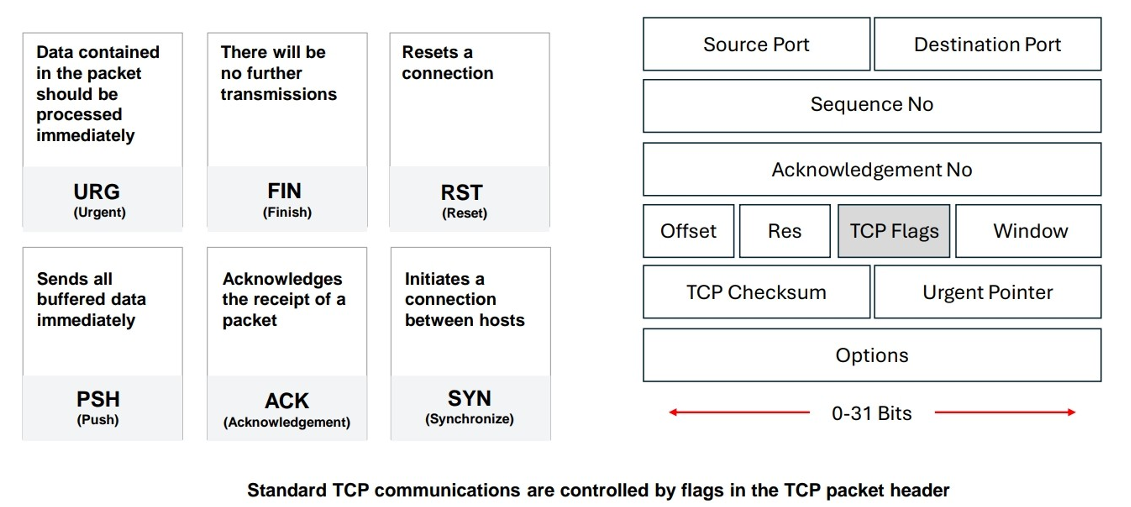 Data contained
in the packet
should be
processed
immediately
URG
(Urgent)
There will be
no further
transmissions
FIN
(Finish)
Resets a
connection
RST
(Reset)
Sends all
buffered data
immediately
PSH
(Push)
Acknowledges
the receipt of a
packet
ACK
(Acknowledgement)
Initiates a
connection
between hosts
SYN
(Synchronize)
Source Port
Destination Port
Sequence No
Acknowledgement No
Offset
Res
TCP Flags
Window
TCP Checksum
Urgent Pointer
Options
0-31 Bits
Standard TCP communications are controlled by flags in the TCP packet header